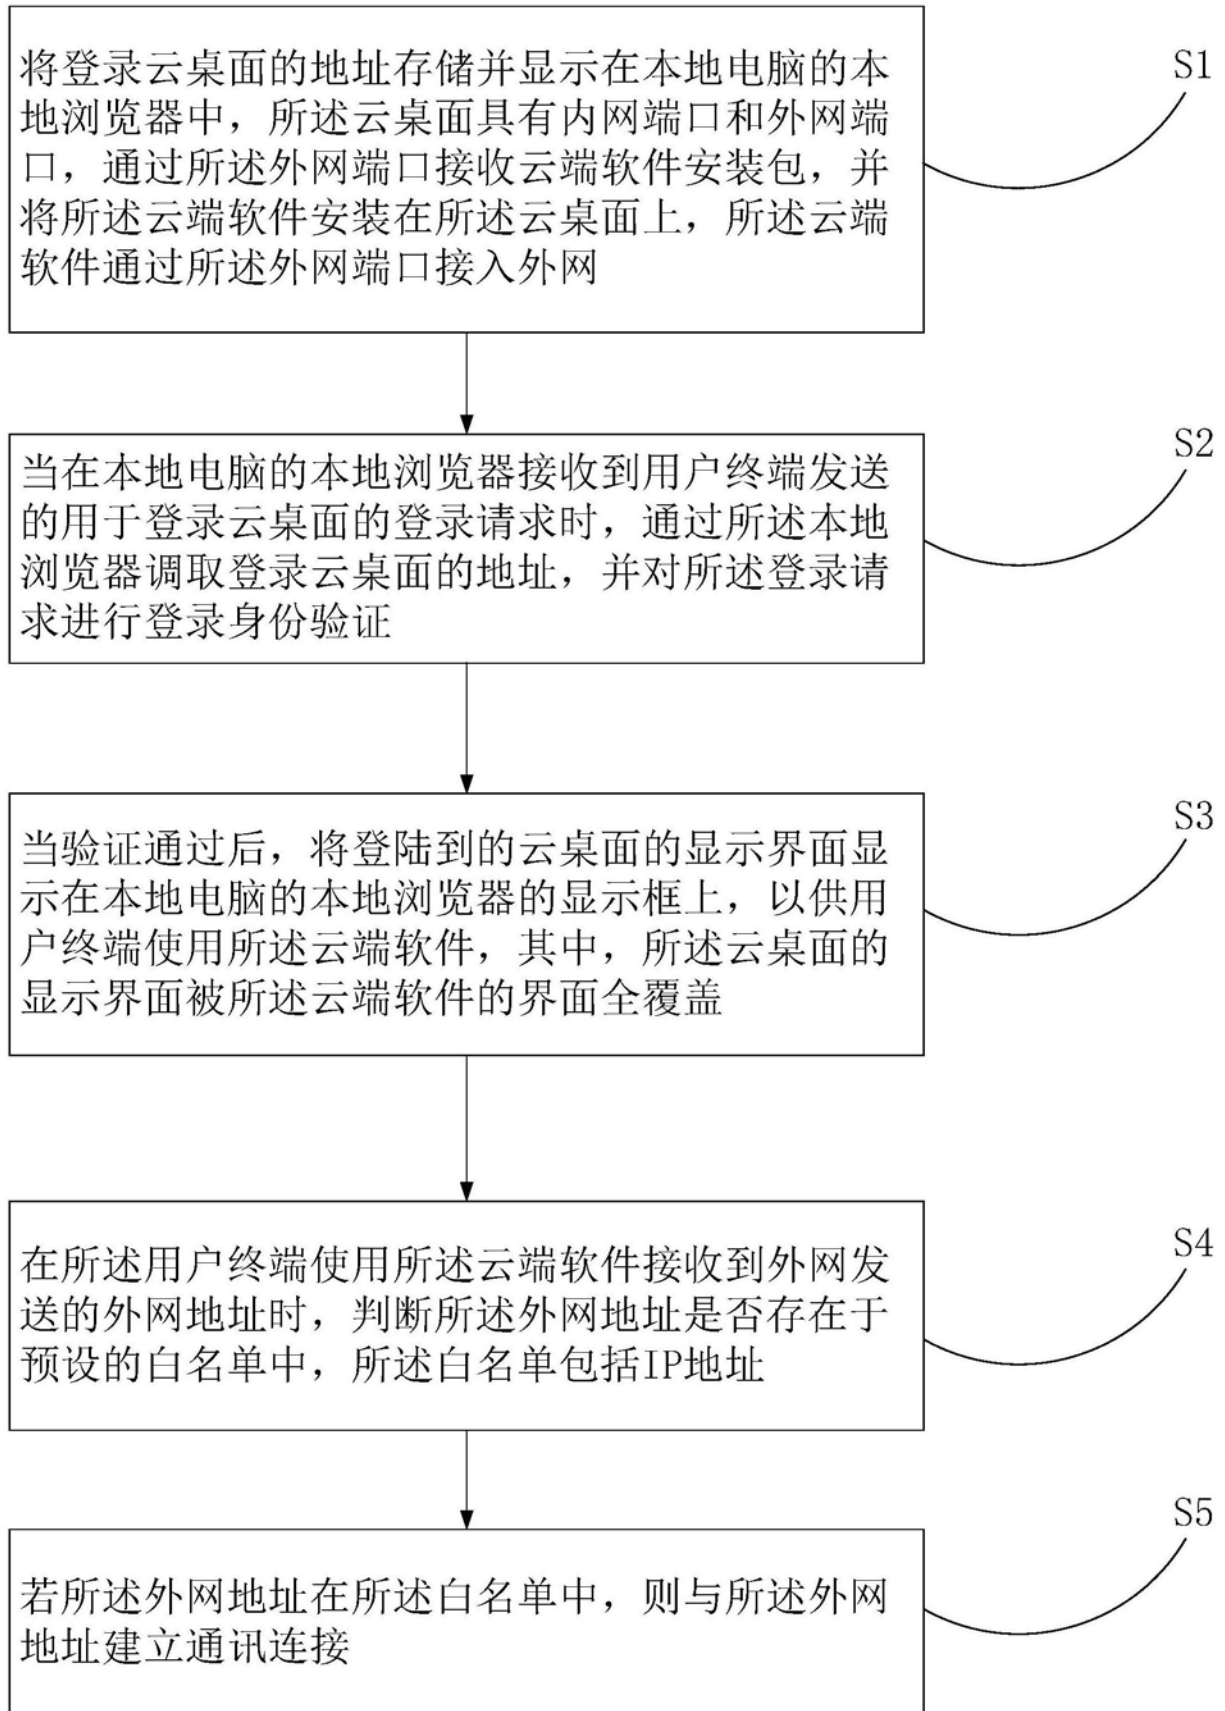 将登录云桌面的地址存储并显示在本地电脑的本
地浏览器中，所述云桌面具有内网端口和外网端
口，通过所述外网端口接收云端软件安装包，并
将所述云端软件安装在所述云桌面上，所述云端
软件通过所述外网端口接入外网
S1
当在本地电脑的本地浏览器接收到用户终端发送
的用于登录云桌面的登录请求时，通过所述本地
浏览器调取登录云桌面的地址，并对所述登录请
求进行登录身份验证
S2
当验证通过后，将登陆到的云桌面的显示界面显
示在本地电脑的本地浏览器的显示框上，以供用
户终端使用所述云端软件，其中，所述云桌面的
显示界面被所述云端软件的界面全覆盖
S3
在所述用户终端使用所述云端软件接收到外网发
送的外网地址时，判断所述外网地址是否存在于
预设的白名单中，所述白名单包括IP地址
S4
若所述外网地址在所述白名单中，则与所述外网
地址建立通讯连接
S5